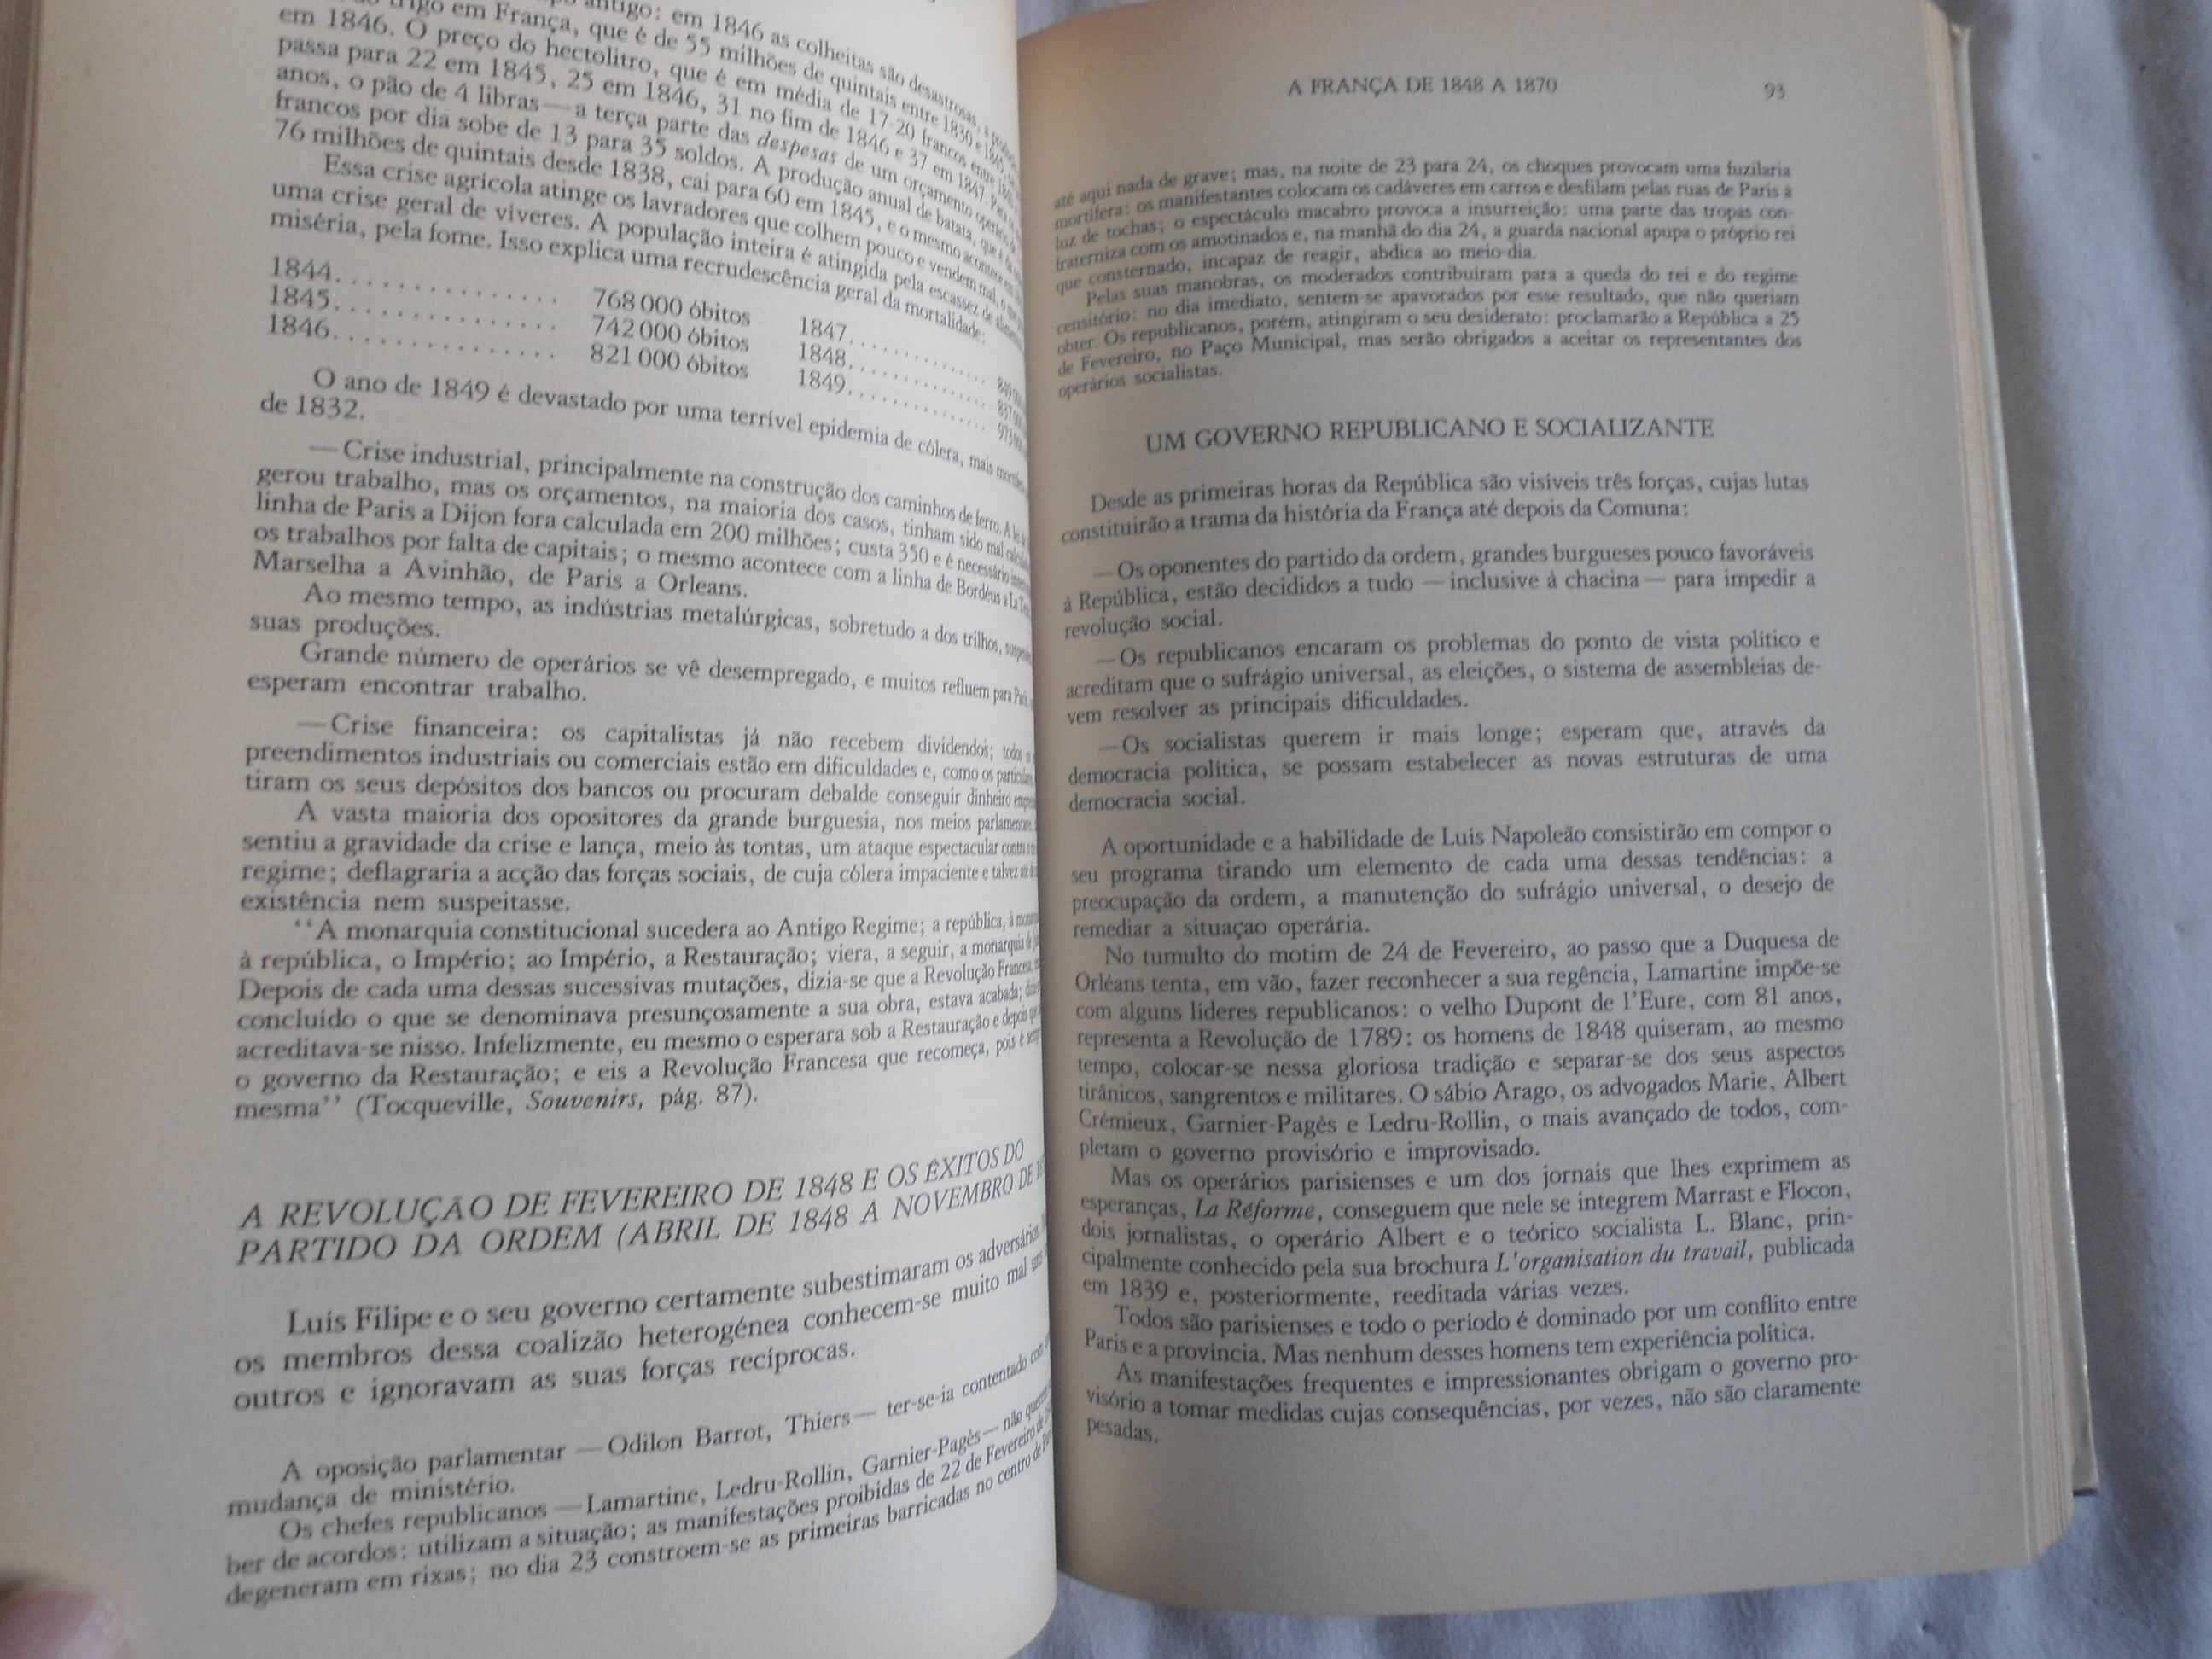 antigo: em 1846 as colheitas são desastrosas, a
trigo em França, que é de 55 milhões de quintais entre 1830 e 1845,
em 1846. O preço do hectolitro, que é em média de 17-20 francos entre
passa para 22 em 1845, 25 em 1846, 31 no fim de 1846 e 37 em 1847. Para
anos, o pão de 4 libras — a terça parte das despesas de um orçamento operário
francos por dia sobe de 13 para 35 soldos. A produção anual de batata, que é de
76 milhões de quintais desde 1838, cai para 60 em 1845, e o mesmo acontece em
Essa crise agrícola atinge os lavradores que colhem pouco e vendem mal, o que
uma crise geral de víveres. A população inteira é atingida pela escassez de
miséria, pela fome. Isso explica uma recrudescência geral da mortalidade:
1844. . . . . . . . . . . . . . . 768 000 óbitos 1847. . . . . . . . . . . . . . .
1845. . . . . . . . . . . . . . . 742 000 óbitos 1848. . . . . . . . . . . . . . .
1846. . . . . . . . . . . . . . . 821 000 óbitos 1849. . . . . . . . . . . . . . .
O ano de 1849 é devastado por uma terrível epidemia de cólera, mais
de 1832.
— Crise industrial, principalmente na construção dos caminhos de ferro. A lei
gerou trabalho, mas os orçamentos, na maioria dos casos, tinham sido mal
linha de Paris a Dijon fora calculada em 200 milhões; custa 350 e é necessário
os trabalhos por falta de capitais; o mesmo acontece com a linha de Bordéus a La
Marselha a Avinhão, de Paris a Orleans.
Ao mesmo tempo, as indústrias metalúrgicas, sobretudo a dos trilhos,
suas produções.
Grande número de operários se vê desempregado, e muitos refluem para Paris,
esperam encontrar trabalho.
— Crise financeira: os capitalistas já não recebem dividendos; todos
preendimentos industriais ou comerciais estão em dificuldades e, como os
tiram os seus depósitos dos bancos ou procuram debalde conseguir dinheiro
A vasta maioria dos opositores da grande burguesia, nos meios
sentiu a gravidade da crise e lança, meio às tontas, um ataque espectacular contra
regime; deflagraria a acção das forças sociais, de cuja cólera impaciente e talvez
existência nem suspeitasse.
"A monarquia constitucional sucedera ao Antigo Regime; a república, à
à república, o Império; ao Império, a Restauração; viera, a seguir, a monarquia de
Depois de cada uma dessas sucessivas mutações, dizia-se que a Revolução Francesa,
concluído o que se denominava presunçosamente a sua obra, estava acabada;
acreditava-se nisso. Infelizmente, eu mesmo o esperara sob a Restauração e depois que
o governo da Restauração; e eis a Revolução Francesa que recomeça, pois é
mesma" (Tocqueville, Souvenirs, pág. 87).
A REVOLUÇÃO DE FEVEREIRO DE 1848 E OS ÊXITOS DO
PARTIDO DA ORDEM (ABRIL DE 1848 A NOVEMBRO DE
Luís Filipe e o seu governo certamente subestimaram os adversários.
os membros dessa coalizão heterogénea conhecem-se muito mal uns
outros e ignoravam as suas forças recíprocas.
A oposição parlamentar — Odilon Barrot, Thiers — ter-se-ia contentado com
mudança de ministério.
Os chefes republicanos — Lamartine, Ledru-Rollin, Garnier-Pagès — não
ber de acordos: utilizam a situação; as manifestações proibidas de 22 de Fevereiro
degeneram em rixas; no dia 23 constroem-se as primeiras barricadas no centro de
A FRANÇA DE 1848 A 1870 93
até aqui nada de grave; mas, na noite de 23 para 24, os choques provocam uma fuzilaria
mortífera: os manifestantes colocam os cadáveres em carros e desfilam pelas ruas de Paris à
luz de tochas; o espectáculo macabro provoca a insurreição: uma parte das tropas con-
fraterniza com os amotinados e, na manhã do dia 24, a guarda nacional apupa o próprio rei
que consternado, incapaz de reagir, abdica ao meio-dia.
Pelas suas manobras, os moderados contribuíram para a queda do rei e do regime
censitório: no dia imediato, sentem-se apavorados por esse resultado, que não queriam
obter. Os republicanos, porém, atingiram o seu desiderato: proclamarão a República a 25
de Fevereiro, no Paço Municipal, mas serão obrigados a aceitar os representantes dos
operários socialistas.
UM GOVERNO REPUBLICANO E SOCIALIZANTE
Desde as primeiras horas da República são visíveis três forças, cujas lutas
constituirão a trama da história da França até depois da Comuna:
— Os oponentes do partido da ordem, grandes burgueses pouco favoráveis
à República, estão decididos a tudo — inclusive à chacina — para impedir a
revolução social.
— Os republicanos encaram os problemas do ponto de vista político e
acreditam que o sufrágio universal, as eleições, o sistema de assembleias de-
vem resolver as principais dificuldades.
— Os socialistas querem ir mais longe; esperam que, através da
democracia política, se possam estabelecer as novas estruturas de uma
democracia social.
A oportunidade e a habilidade de Luís Napoleão consistirão em compor o
seu programa tirando um elemento de cada uma dessas tendências: a
preocupação da ordem, a manutenção do sufrágio universal, o desejo de
remediar a situaçao operária.
No tumulto do motim de 24 de Fevereiro, ao passo que a Duquesa de
Orléans tenta, em vão, fazer reconhecer a sua regência, Lamartine impõe-se
com alguns líderes republicanos: o velho Dupont de l'Eure, com 81 anos,
representa a Revolução de 1789: os homens de 1848 quiseram, ao mesmo
tempo, colocar-se nessa gloriosa tradição e separar-se dos seus aspectos
tirânicos, sangrentos e militares. O sábio Arago, os advogados Marie, Albert
Crémieux, Garnier-Pagès e Ledru-Rollin, o mais avançado de todos, com-
pletam o governo provisório e improvisado.
Mas os operários parisienses e um dos jornais que lhes exprimem as
esperanças, La Réforme, conseguem que nele se integrem Marrast e Flocon,
dois jornalistas, o operário Albert e o teórico socialista L. Blanc, prin-
cipalmente conhecido pela sua brochura L'organisation du travail, publicada
em 1839 e, posteriormente, reeditada várias vezes.
Todos são parisienses e todo o período é dominado por um conflito entre
Paris e a província. Mas nenhum desses homens tem experiência política.
As manifestações frequentes e impressionantes obrigam o governo pro-
visório a tomar medidas cujas consequências, por vezes, não são claramente
pesadas.